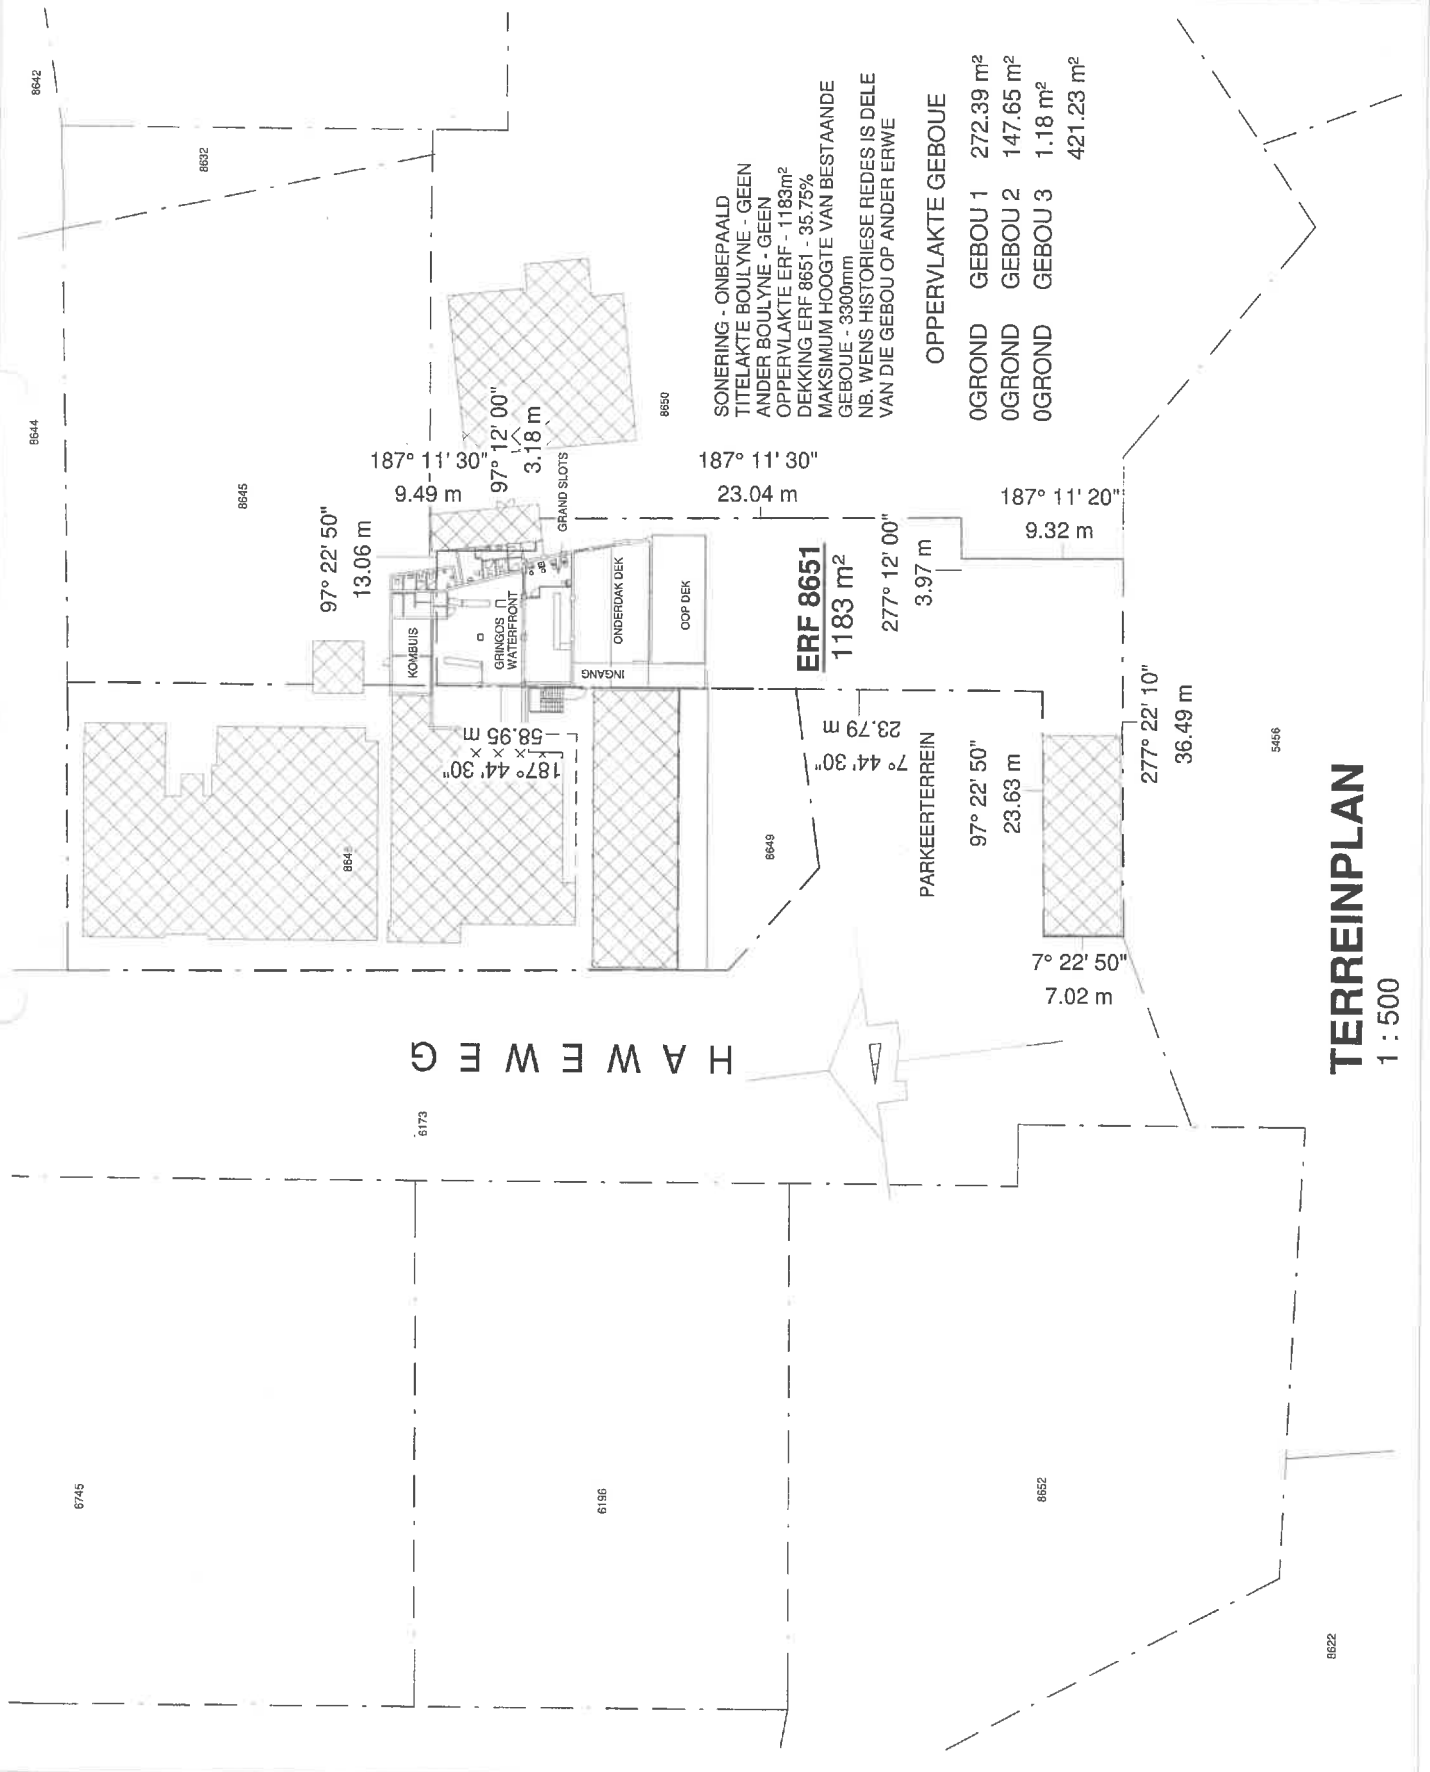 8642
8632
8644
8645
SONERING - ONBEPAALD
TITELAKTE BOULYNE - GEEN
ANDER BOULYNE - GEEN
OPPERVLAKTE ERF - 1183m²
DEKKING ERF 8651 - 35.75%
MAKSIMUM HOOGTE VAN BESTAANDE
GEBOUE - 3300mm
NB. WENS HISTORIESE REDES IS DELE
VAN DIE GEBOU OP ANDER ERWE
OPPERVLAKTE GEBOUE
0GROND GEBOU 1 272.39 m²
0GROND GEBOU 2 147.65 m²
0GROND GEBOU 3 1.18 m²
421.23 m²
8650
187° 11' 30"
9.49 m
97° 12' 00"
3.18 m
GRAND SLOTS
187° 11' 30"
23.04 m
187° 11' 20"
9.32 m
97° 22' 50"
13.06 m
KOMBUIS
GRINGOS
WATERFRONT
ONDERDAK DEK
OOP DEK
INGANG
ERF 8651
1183 m²
277° 12' 00"
3.97 m
187° 44' 30"
58.95 m
7° 44' 30"
23.79 m
PARKEERTERREIN
97° 22' 50"
23.63 m
277° 22' 10"
36.49 m
5456
8649
7° 22' 50"
7.02 m
HAWEWEG
6173
6745
6196
8652
8622
TERREINPLAN
1 : 500